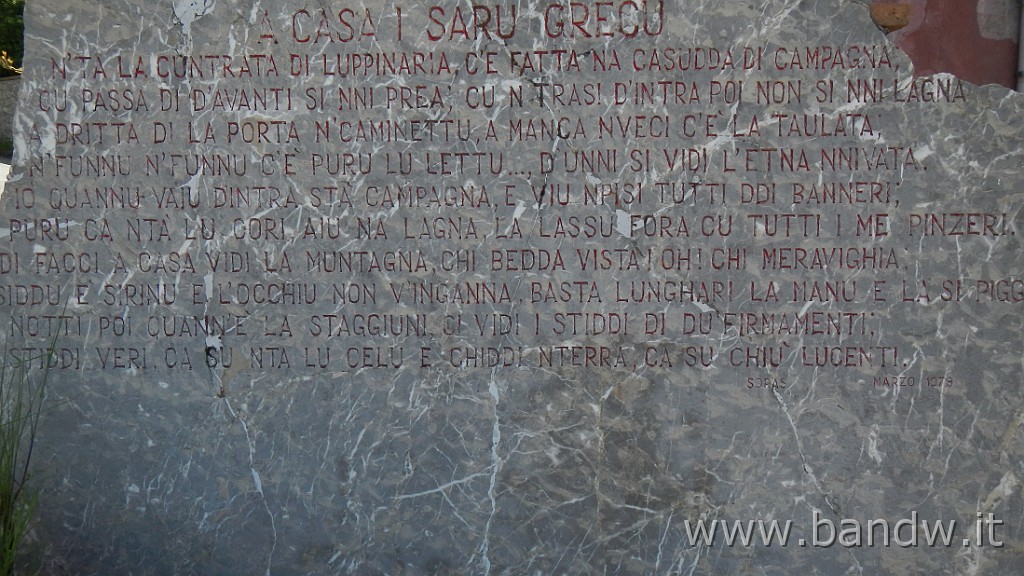 A CASA I SARU GRECU
N'TA LA CUNTRATA DI LUPPINARIA, C'E FATTA 'NA CASUDDA DI CAMPAGNA,
CU PASSA DI D'AVANTI SI NNI PREA; CU N'TRASI D'INTRA POI NON SI NNI LAGNA
A DRITTA DI LA PORTA N'CAMINETTU, A MANCA NVECI C'È LA TAULATA,
N'FUNNU N'FUNNU C'È PURU LU LETTU..., D'UNNI SI VIDI L'ETNA NNIVATA.
IO QUANNU VAIU DINTRA STA CAMPAGNA, E VIU NPISI TUTTI DDI BANNERI;
PURU CA NTÀ LU CORI AIU NA LAGNA, LA LASSU FORA CU TUTTI I ME PINZERI.
DI FACCI A CASA VIDI LA MUNTAGNA, CHI BEDDA VISTA! OH! CHI MERAVIGHIA,
SIDDU E SIRINU E L'OCCHIU NON V'INGANNA, BASTA LUNGHARI LA MANU E LA SI PIGG
NOTTI POI QUANN'E LA STAGGIUNI, CI VIDI I STIDDI DI DU' FIRMAMENTI;
STIDDI VERI, CA SU NTA LU CELU E CHIDDI NTERRA, CA SU CHIÙ LUCENTI.
MARZO 1979
www.bandw.it